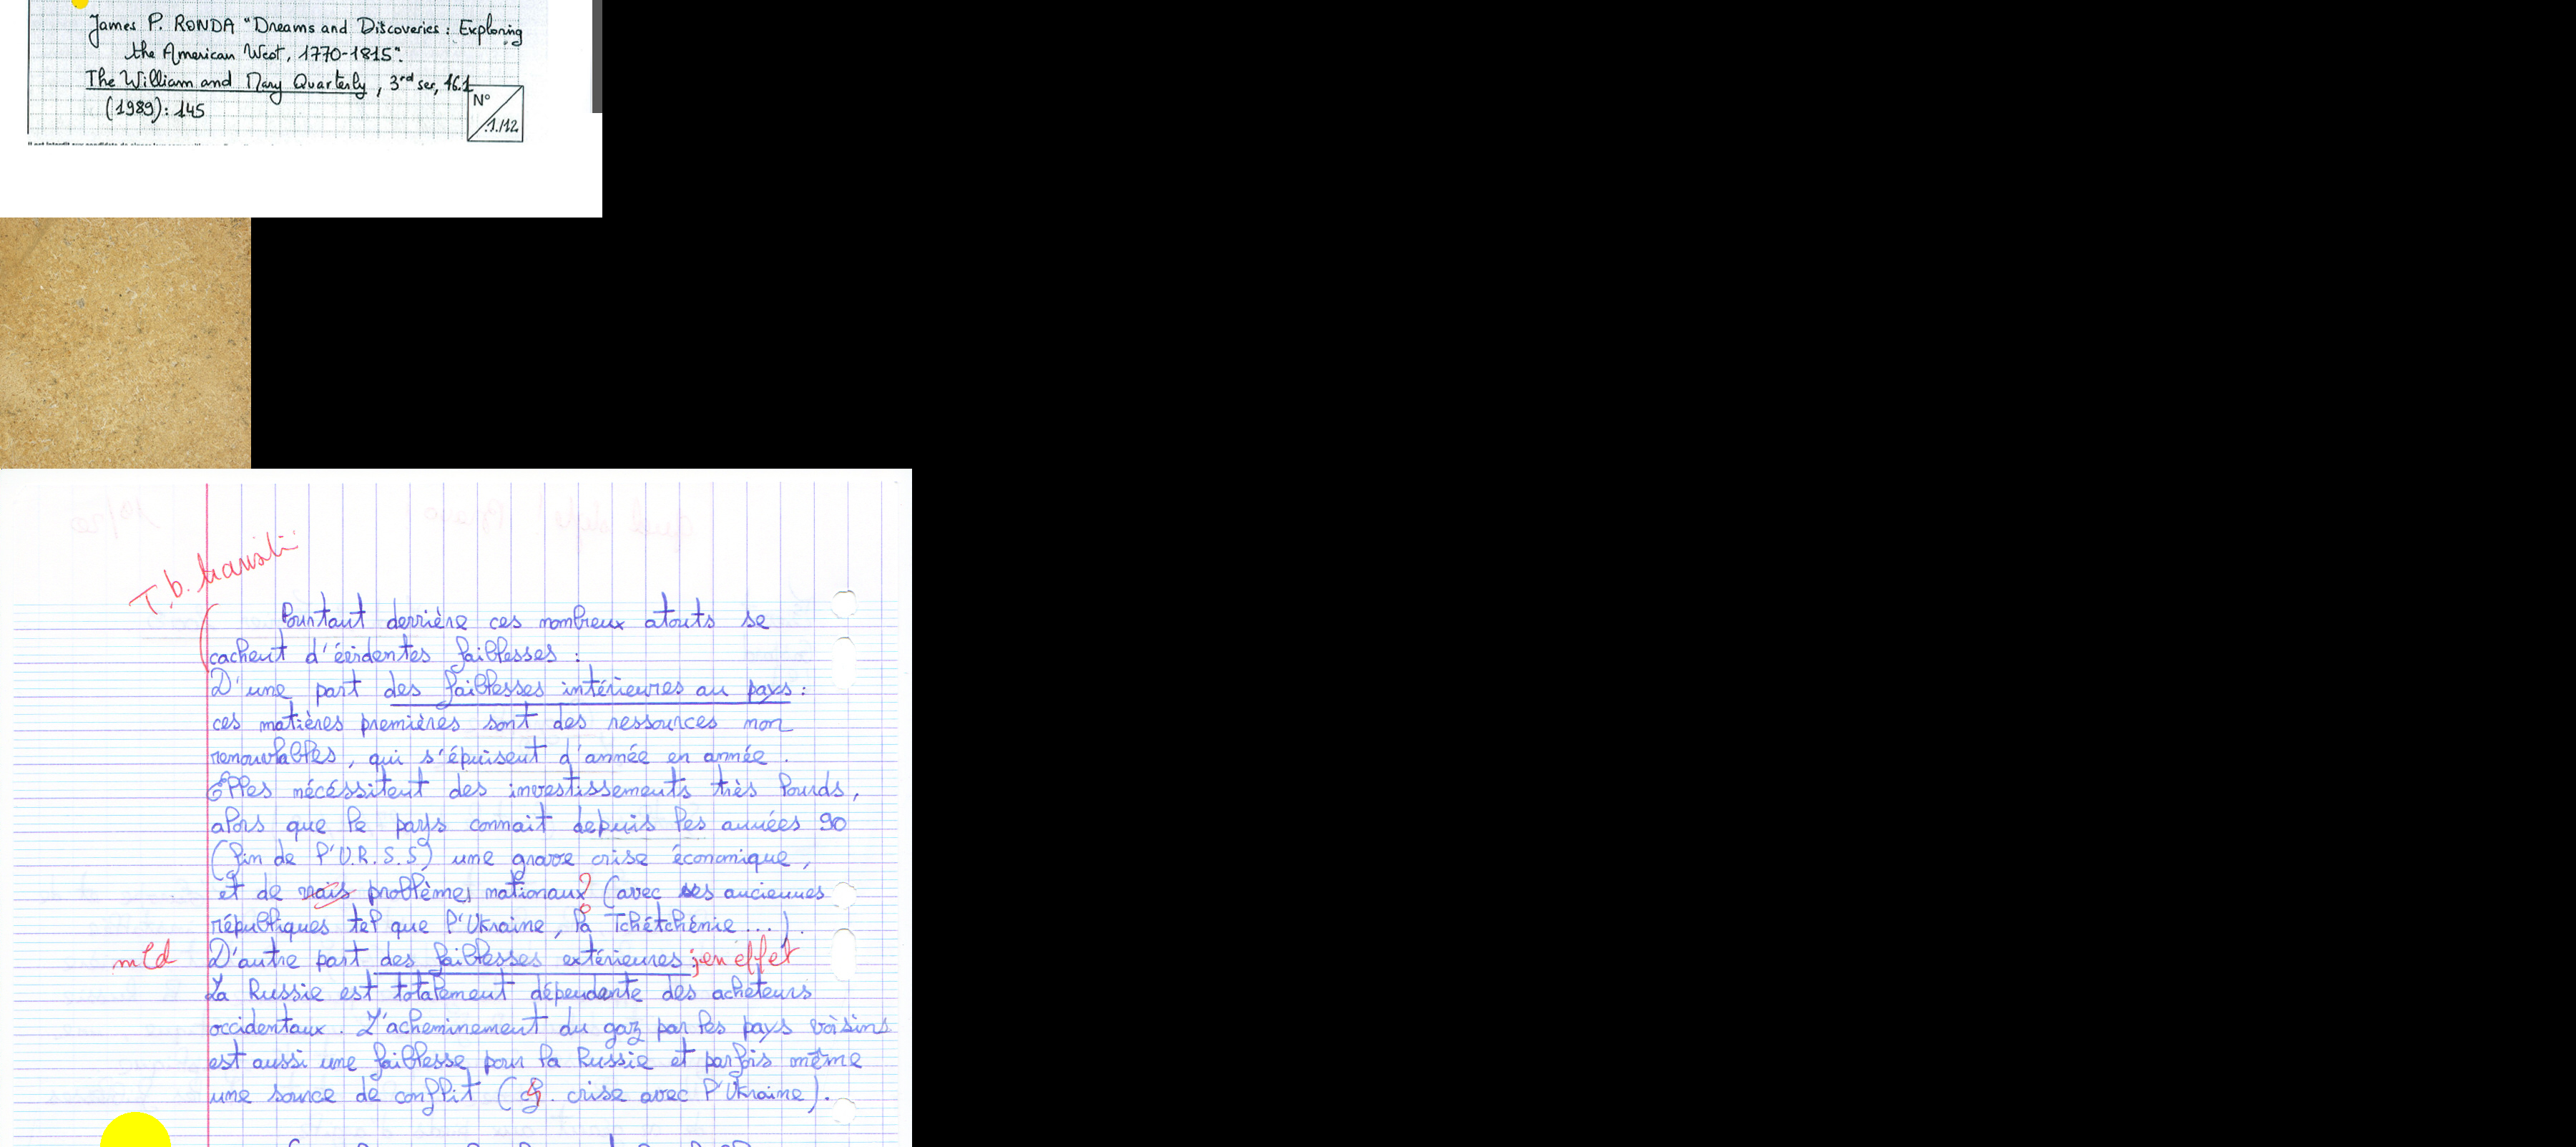 James P. RONDA "Dreams and Discoveries : Exploring
the American West, 1770-1815".
The William and Mary Quarterly, 3rd ser, 46.1
(1989): 145
N°
1./12
T.b. transition
Pourtant derrière ces nombreux atouts se
cachent d'évidentes faiblesses :
D'une part des faiblesses intérieures au pays :
ces matières premières sont des ressources non
renouvlables, qui s'épuisent d'année en année.
Elles nécéssitent des investissements très lourds,
alors que le pays connait depuis les années 90
(fin de l'U.R.S.S) une grave crise économique,
et de vrais problèmes nationaux ? (avec ses anciennes
républiques tel que l'Ukraine, la Tchétchénie ...).
mld D'autre part des faiblesses extérieures : jen effet
La Russie est totalement dépendante des acheteurs
occidentaux. L'acheminement du gaz par les pays voisins
est aussi une faiblesse pour la Russie et parfois même
une source de conflit (cf. crise avec l'Ukraine).